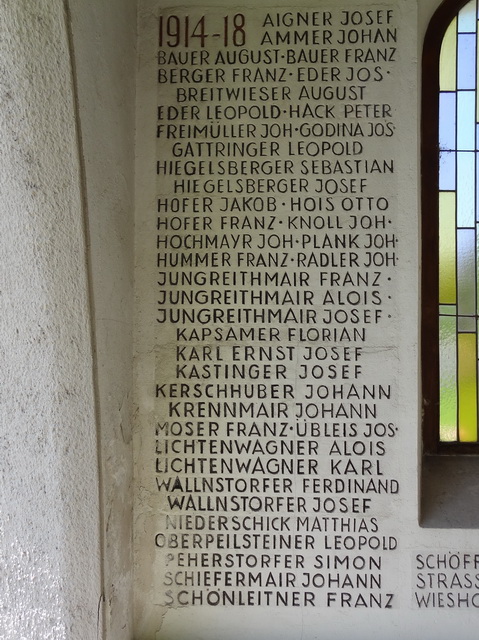 1914-18 AIGNER JOSEF
AMMER JOHAN
BAUER AUGUST·BAUER FRANZ
BERGER FRANZ·EDER JOS·
BREITWIESER AUGUST
EDER LEOPOLD·HACK PETER
FREIMÜLLER JOH·GODINA JOS·
GATTRINGER LEOPOLD
HIEGELSBERGER SEBASTIAN
HIEGELSBERGER JOSEF
HOFER JAKOB·HOIS OTTO
HOFER FRANZ·KNOLL JOH·
HOCHMAYR JOH·PLANK JOH·
HUMMER FRANZ·RADLER JOH·
JUNGREITHMAIR FRANZ·
JUNGREITHMAIR ALOIS·
JUNGREITHMAIR JOSEF·
KAPSAMER FLORIAN
KARL ERNST JOSEF
KASTINGER JOSEF
KERSCHHUBER JOHANN
KRENNMAIR JOHANN
MOSER FRANZ·ÜBLEIS JOS·
LICHTENWAGNER ALOIS
LICHTENWAGNER KARL
WALLNSTORFER FERDINAND
WALLNSTORFER JOSEF
NIEDERSCHICK MATTHIAS
OBERPEILSTEINER LEOPOLD
PEHERSTORFER SIMON
SCHIEFERMAIR JOHANN
SCHÖNLEITNER FRANZ
SCHÖFF
STRASS
WIESHO